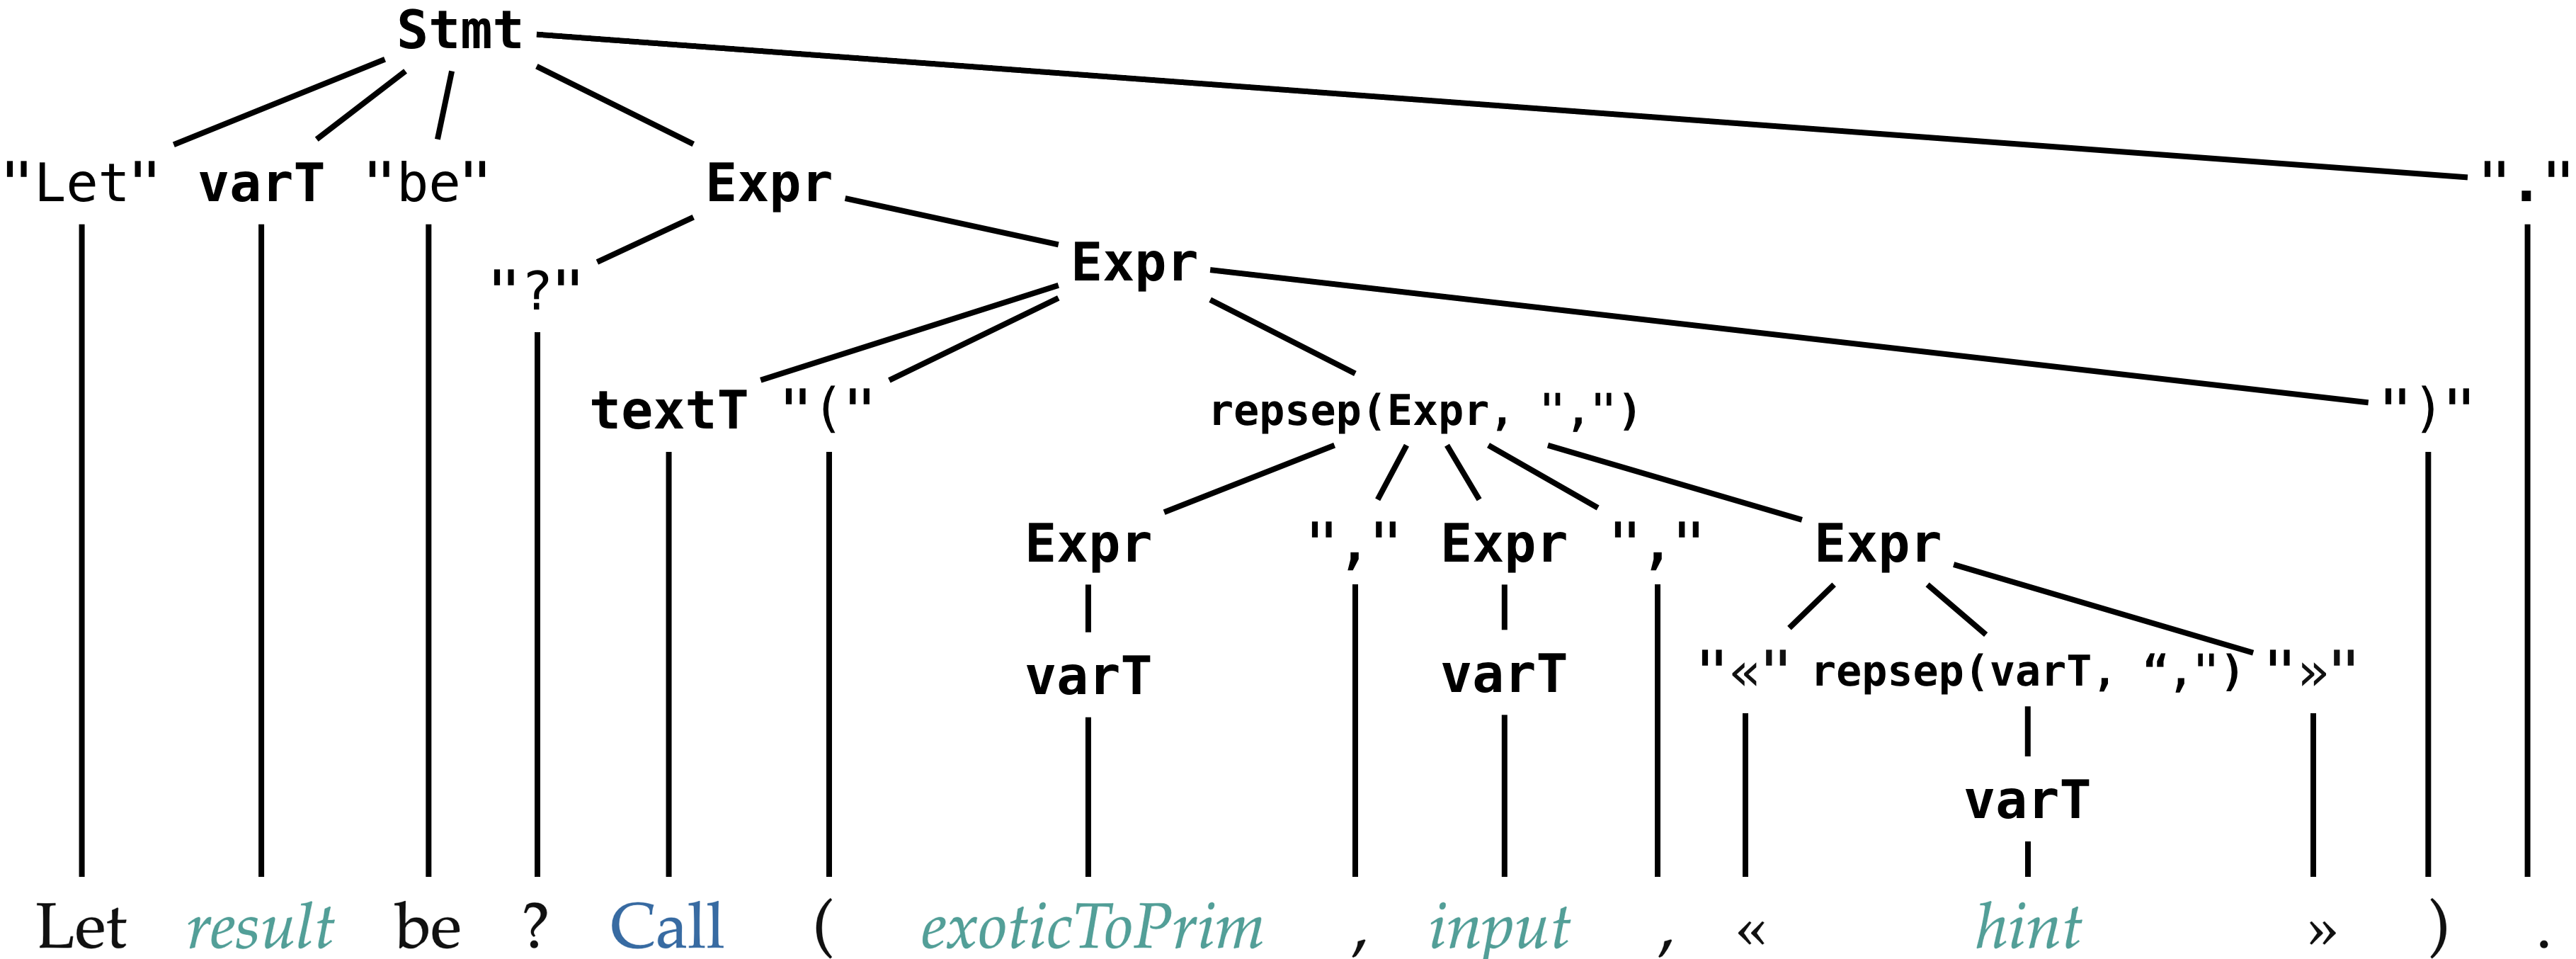 Stmt
"Let" varT "be" Expr "."
Expr
"?"
textT "(" repsep(Expr, ",") ")"
Expr "," Expr "," Expr
varT varT "«" repsep(varT, “,") "»"
varT
Let result be ? Call ( exoticToPrim , input , « hint » ) .